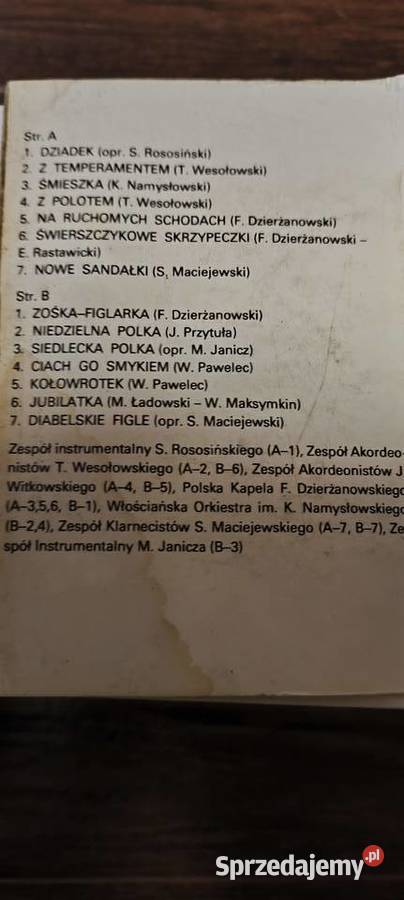 Str. A
1. DZIADEK (opr. S. Rososiński)
2. Z TEMPERAMENTEM (T. Wesołowski)
3. ŚMIESZKA (K. Namysłowski)
4. Z POLOTEM (T. Wesołowski)
5. NA RUCHOMYCH SCHODACH (F. Dzierżanowski)
6. ŚWIERSZCZYKOWE SKRZYPECZKI (F. Dzierżanowski –
E. Rastawicki)
7. NOWE SANDAŁKI (S, Maciejewski)
Str. B
1. ZOŚKA–FIGLARKA (F. Dzierżanowski)
2. NIEDZIELNA POLKA (J. Przytuła)
3. SIEDLECKA POLKA (opr. M. Janicz)
4. CIACH GO SMYKIEM (W. Pawelec)
5. KOŁOWROTEK (W. Pawelec)
6. JUBILATKA (M. Ładowski – W. Maksymkin)
7. DIABELSKIE FIGLE (opr. S. Maciejewski)
Zespół instrumentalny S. Rososińskiego (A–1), Zespół Akordeo-
nistów T. Wesołowskiego (A–2, B–6), Zespół Akordeonistów J.
Witkowskiego (A–4, B–5), Polska Kapela F. Dzierżanowskiego
(A–3,5,6, B–1), Włościańska Orkiestra im. K. Namysłowskiego
(B–2,4), Zespół Klarnecistów S. Maciejewskiego (A–7, B–7), Ze-
spół Instrumentalny M. Janicza (B–3)
Sprzedajemy.pl